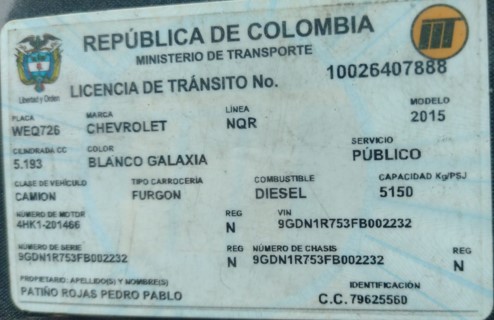 REPÚBLICA DE COLOMBIA
MINISTERIO DE TRANSPORTE
Libertad y Orden
LICENCIA DE TRÁNSITO No. 10026407888
PLACA MARCA LÍNEA MODELO
WEQ726 CHEVROLET NQR 2015
CILINDRADA CC COLOR SERVICIO
5.193 BLANCO GALAXIA PÚBLICO
CLASE DE VEHÍCULO TIPO CARROCERÍA COMBUSTIBLE CAPACIDAD Kg/PSJ
CAMION FURGON DIESEL 5150
NÚMERO DE MOTOR REG VIN
4HK1-201466 N 9GDN1R753FB002232
NÚMERO DE SERIE REG NÚMERO DE CHASIS REG
9GDN1R753FB002232 N 9GDN1R753FB002232 N
PROPIETARIO: APELLIDO(S) Y NOMBRE(S) IDENTIFICACIÓN
PATIÑO ROJAS PEDRO PABLO C.C. 79625560